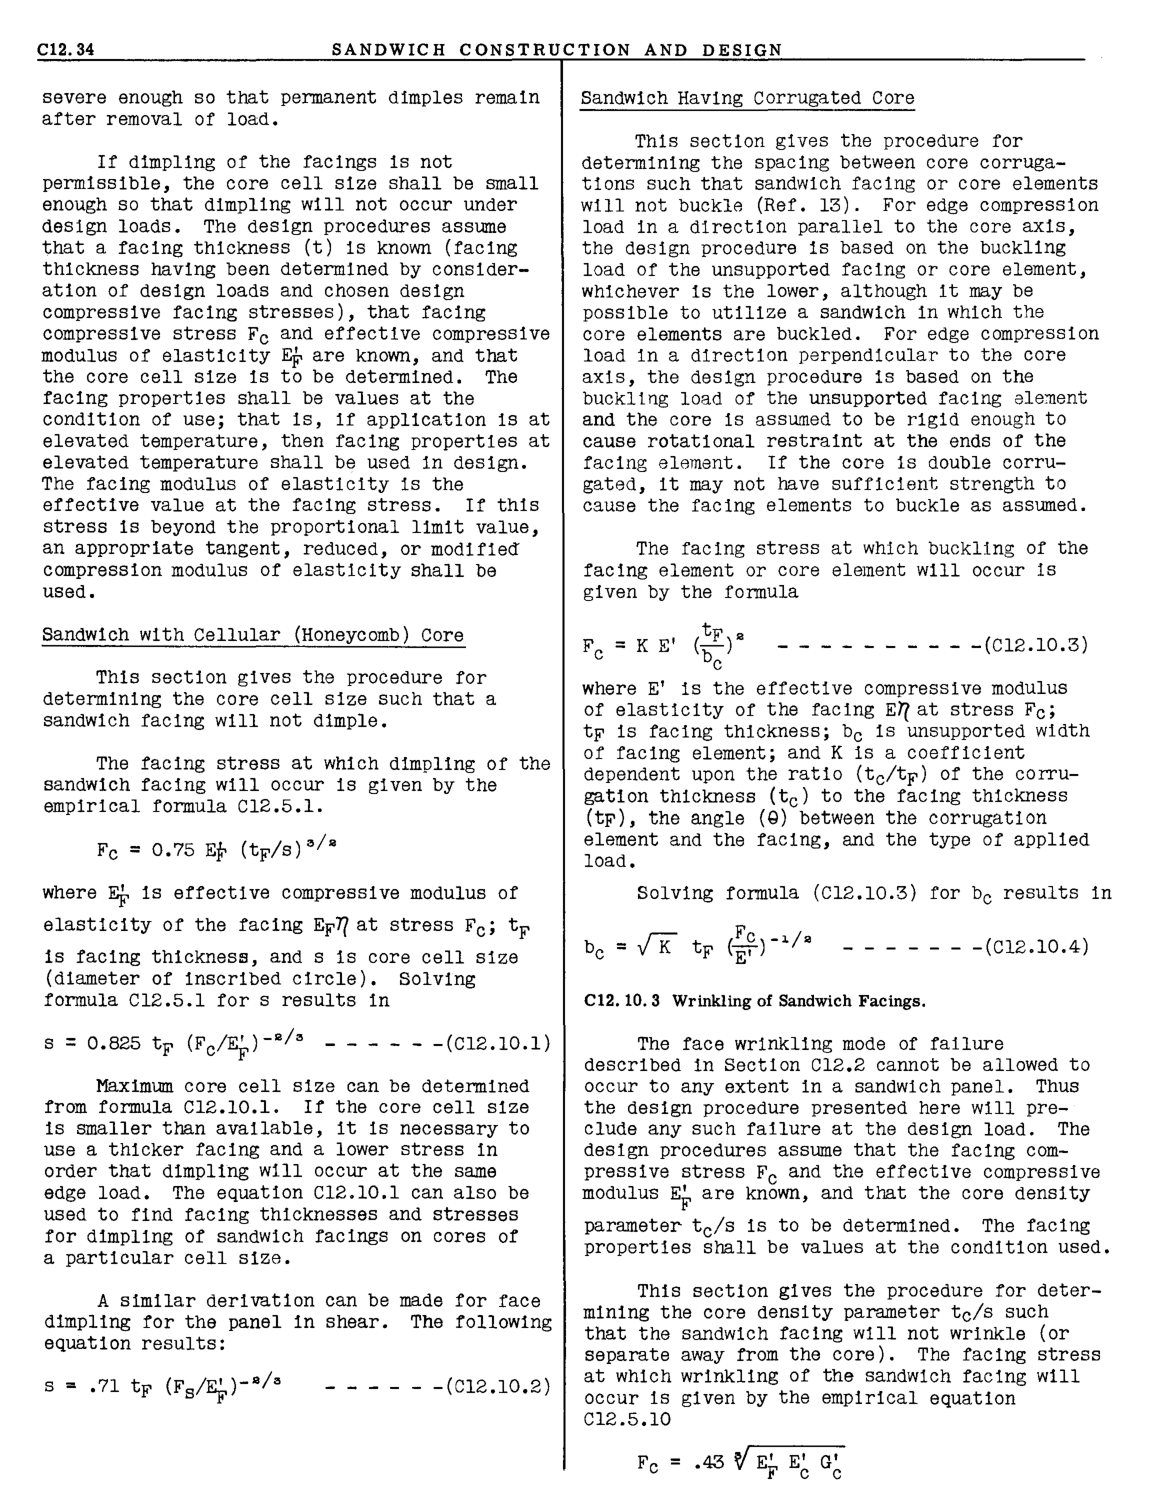 C12.34
SANDWICH CONSTRUCTION AND DESIGN
severe enough so that permanent dimples remain
after removal of load.
If dimpling of the facings is not
permissible, the core cell size shall be small
enough so that dimpling will not occur under
design loads. The design procedures assume
that a facing thickness (t) is known (facing
thickness having been determined by consider-
ation of design loads and chosen design
compressive facing stresses), that facing
compressive stress F_C and effective compressive
modulus of elasticity E'_F are known, and that
the core cell size is to be determined. The
facing properties shall be values at the
condition of use; that is, if application is at
elevated temperature, then facing properties at
elevated temperature shall be used in design.
The facing modulus of elasticity is the
effective value at the facing stress. If this
stress is beyond the proportional limit value,
an appropriate tangent, reduced, or modified
compression modulus of elasticity shall be
used.
Sandwich with Cellular (Honeycomb) Core
This section gives the procedure for
determining the core cell size such that a
sandwich facing will not dimple.
The facing stress at which dimpling of the
sandwich facing will occur is given by the
empirical formula C12.5.1.
F_C = 0.75 E'_F (t_F/s)^3/2
where E'_F is effective compressive modulus of
elasticity of the facing E_Fη at stress F_C; t_F
is facing thickness, and s is core cell size
(diameter of inscribed circle). Solving
formula C12.5.1 for s results in
s = 0.825 t_F (F_C/E'_F)^-2/3 - - - - - -(C12.10.1)
Maximum core cell size can be determined
from formula C12.10.1. If the core cell size
is smaller than available, it is necessary to
use a thicker facing and a lower stress in
order that dimpling will occur at the same
edge load. The equation C12.10.1 can also be
used to find facing thicknesses and stresses
for dimpling of sandwich facings on cores of
a particular cell size.
A similar derivation can be made for face
dimpling for the panel in shear. The following
equation results:
s = .71 t_F (F_S/E'_F)^-2/3 - - - - - -(C12.10.2)
Sandwich Having Corrugated Core
This section gives the procedure for
determining the spacing between core corruga-
tions such that sandwich facing or core elements
will not buckle (Ref. 13). For edge compression
load in a direction parallel to the core axis,
the design procedure is based on the buckling
load of the unsupported facing or core element,
whichever is the lower, although it may be
possible to utilize a sandwich in which the
core elements are buckled. For edge compression
load in a direction perpendicular to the core
axis, the design procedure is based on the
buckling load of the unsupported facing element
and the core is assumed to be rigid enough to
cause rotational restraint at the ends of the
facing element. If the core is double corru-
gated, it may not have sufficient strength to
cause the facing elements to buckle as assumed.
The facing stress at which buckling of the
facing element or core element will occur is
given by the formula
F_C = K E' (t_F/b_C)^2 - - - - - - - - - -(C12.10.3)
where E' is the effective compressive modulus
of elasticity of the facing Eη at stress F_C;
t_F is facing thickness; b_C is unsupported width
of facing element; and K is a coefficient
dependent upon the ratio (t_C/t_F) of the corru-
gation thickness (t_C) to the facing thickness
(t_F), the angle (θ) between the corrugation
element and the facing, and the type of applied
load.
Solving formula (C12.10.3) for b_C results in
b_C = √K t_F (F_C/E')^-1/2 - - - - - - -(C12.10.4)
C12.10.3 Wrinkling of Sandwich Facings.
The face wrinkling mode of failure
described in Section C12.2 cannot be allowed to
occur to any extent in a sandwich panel. Thus
the design procedure presented here will pre-
clude any such failure at the design load. The
design procedures assume that the facing com-
pressive stress F_C and the effective compressive
modulus E'_F are known, and that the core density
parameter t_C/s is to be determined. The facing
properties shall be values at the condition used.
This section gives the procedure for deter-
mining the core density parameter t_C/s such
that the sandwich facing will not wrinkle (or
separate away from the core). The facing stress
at which wrinkling of the sandwich facing will
occur is given by the empirical equation
C12.5.10
F_C = .43 ∛(E'_F E'_C G'_C)